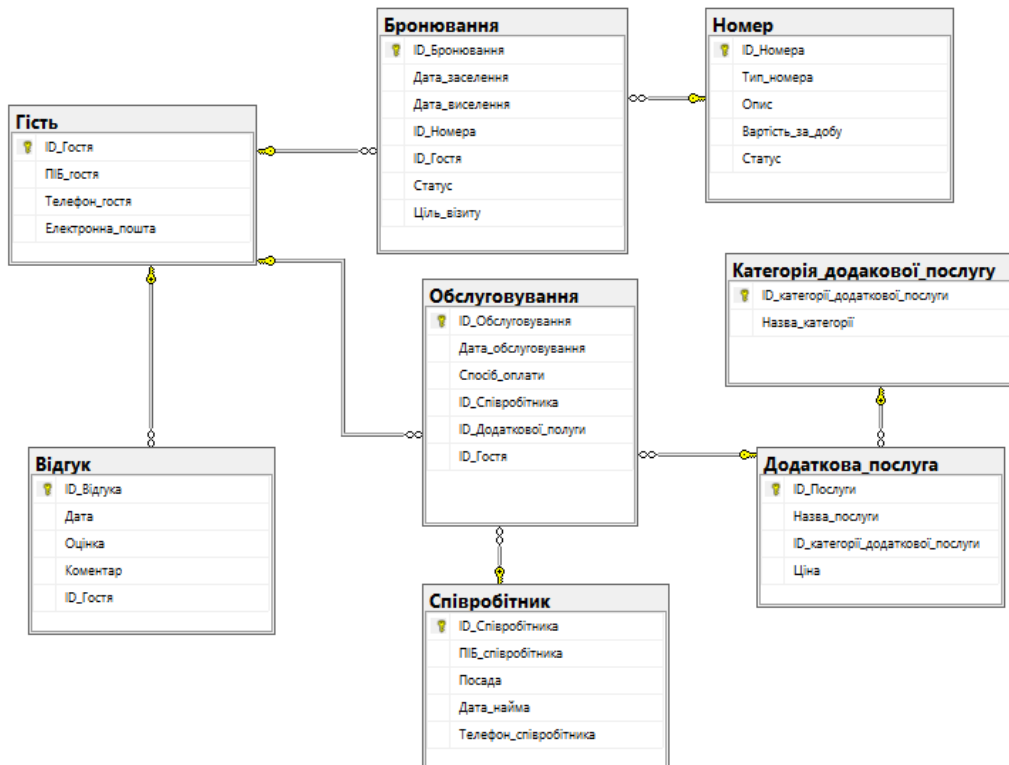 Бронювання
ID_Бронювання
Дата_заселення
Дата_виселення
ID_Номера
ID_Гостя
Статус
Ціль_візиту
Номер
ID_Номера
Тип_номера
Опис
Вартість_за_добу
Статус
Гість
ID_Гостя
ПІБ_гостя
Телефон_гостя
Електронна_пошта
Обслуговування
ID_Обслуговування
Дата_обслуговування
Спосіб_оплати
ID_Співробітника
ID_Додаткової_полуги
ID_Гостя
Категорія_додакової_послугу
ID_категорії_додаткової_послуги
Назва_категорії
Відгук
ID_Відгука
Дата
Оцінка
Коментар
ID_Гостя
Додаткова_послуга
ID_Послуги
Назва_послуги
ID_категорії_додаткової_послуги
Ціна
Співробітник
ID_Співробітника
ПІБ_співробітника
Посада
Дата_найма
Телефон_співробітника